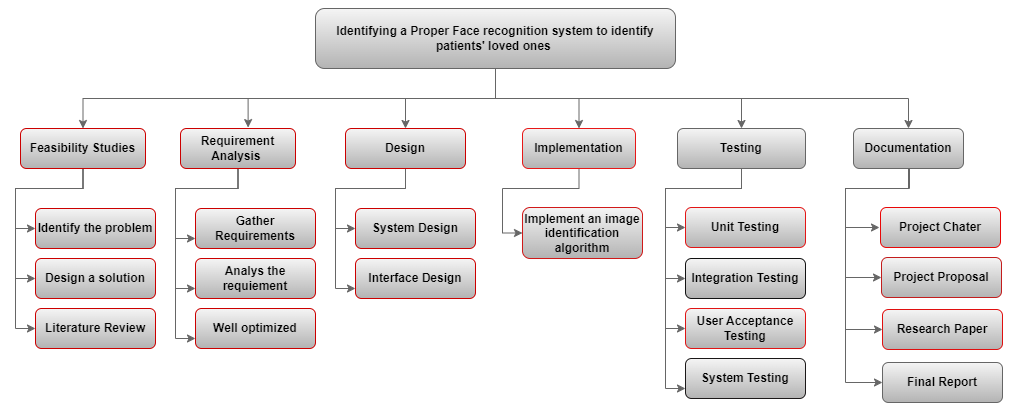 Identifying a Proper Face recognition system to identify
patients' loved ones
Feasibility Studies
Requirement
Analysis
Design
Implementation
Testing
Documentation
Identify the problem
Design a solution
Literature Review
Gather
Requirements
Analys the
requiement
Well optimized
System Design
Interface Design
Implement an image
identification
algorithm
Unit Testing
Integration Testing
User Acceptance
Testing
System Testing
Project Chater
Project Proposal
Research Paper
Final Report